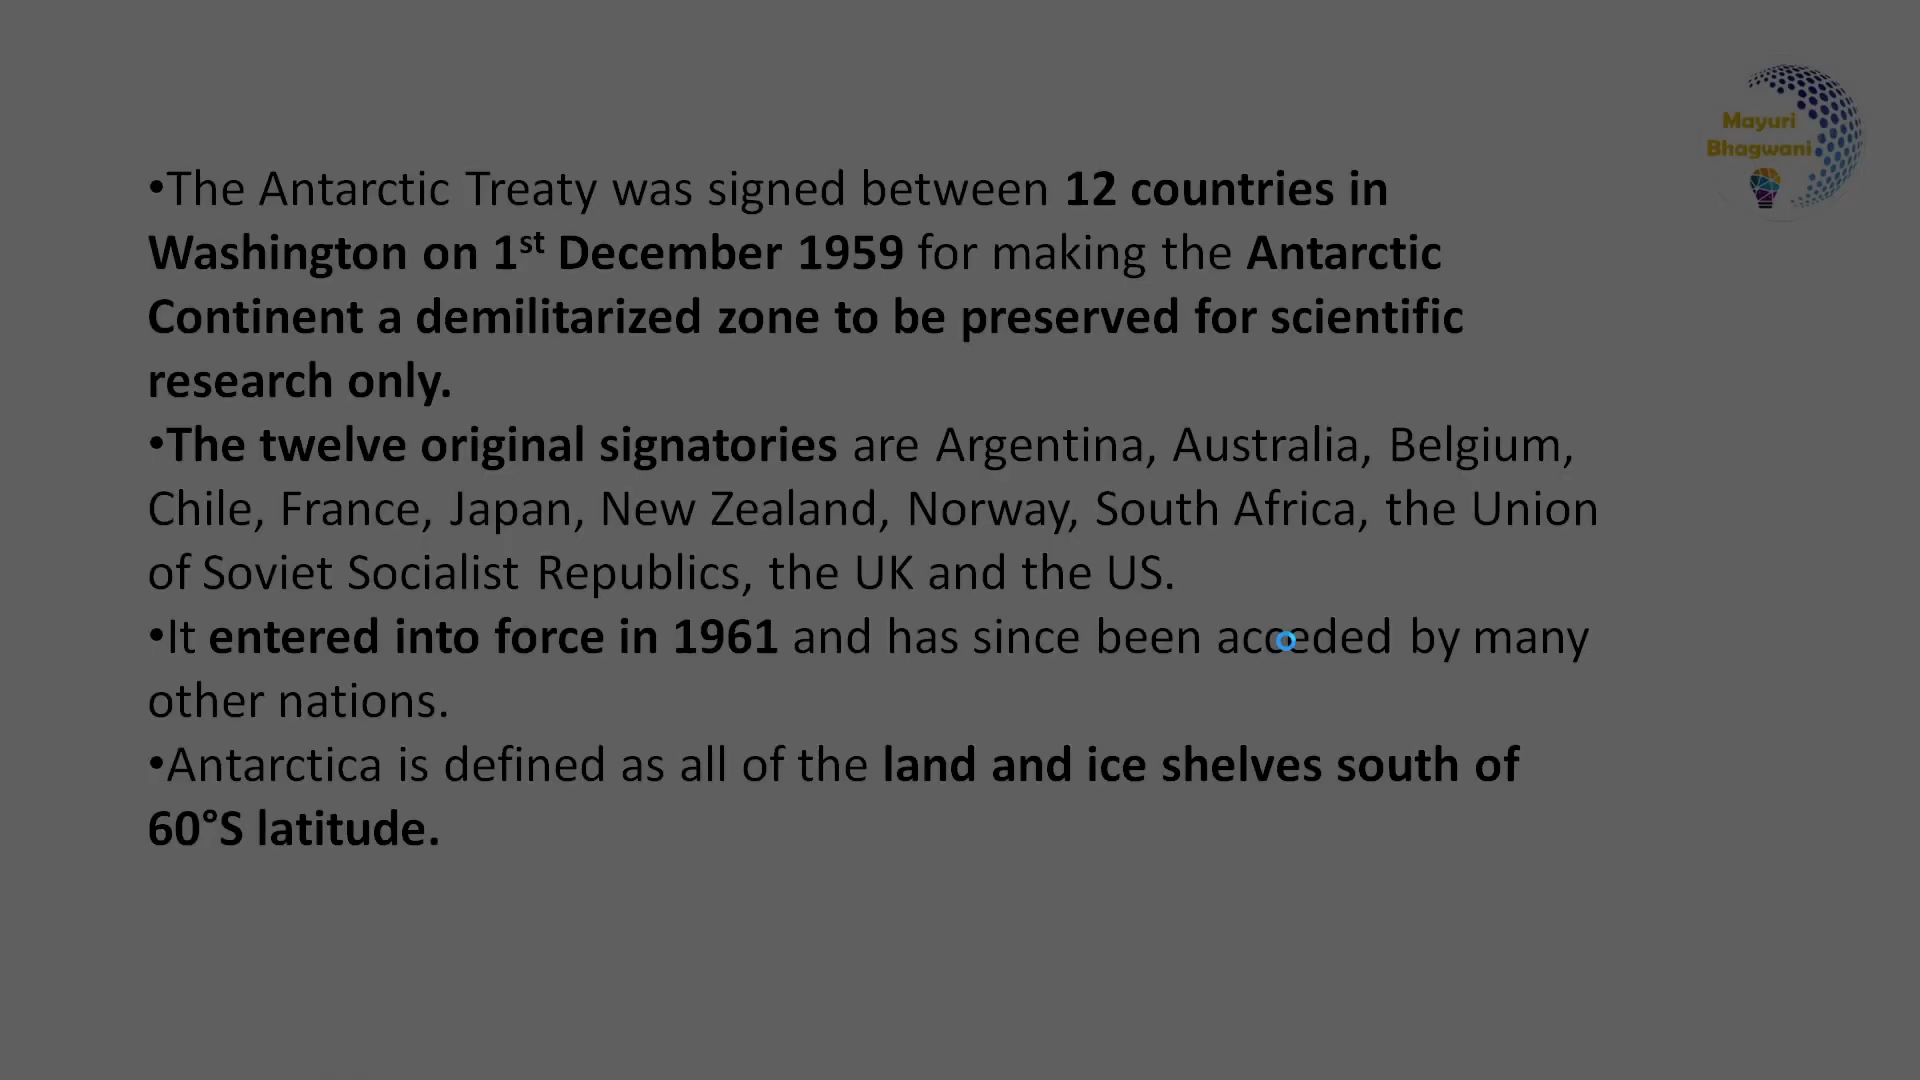 Mayuri
Bhagwani
•The Antarctic Treaty was signed between 12 countries in
Washington on 1st December 1959 for making the Antarctic
Continent a demilitarized zone to be preserved for scientific
research only.
•The twelve original signatories are Argentina, Australia, Belgium,
Chile, France, Japan, New Zealand, Norway, South Africa, the Union
of Soviet Socialist Republics, the UK and the US.
•It entered into force in 1961 and has since been acceded by many
other nations.
•Antarctica is defined as all of the land and ice shelves south of
60°S latitude.